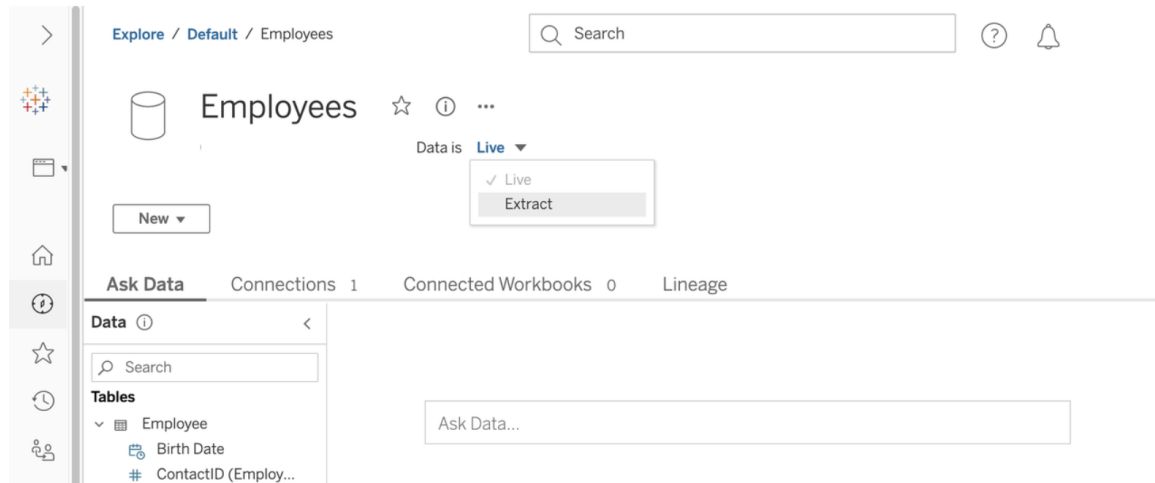 Explore / Default / Employees
Search
Employees
Data is Live
Live
Extract
New
Ask Data
Connections 1
Connected Workbooks 0
Lineage
Data
Search
Tables
Employee
Birth Date
ContactID (Employ...
Ask Data...